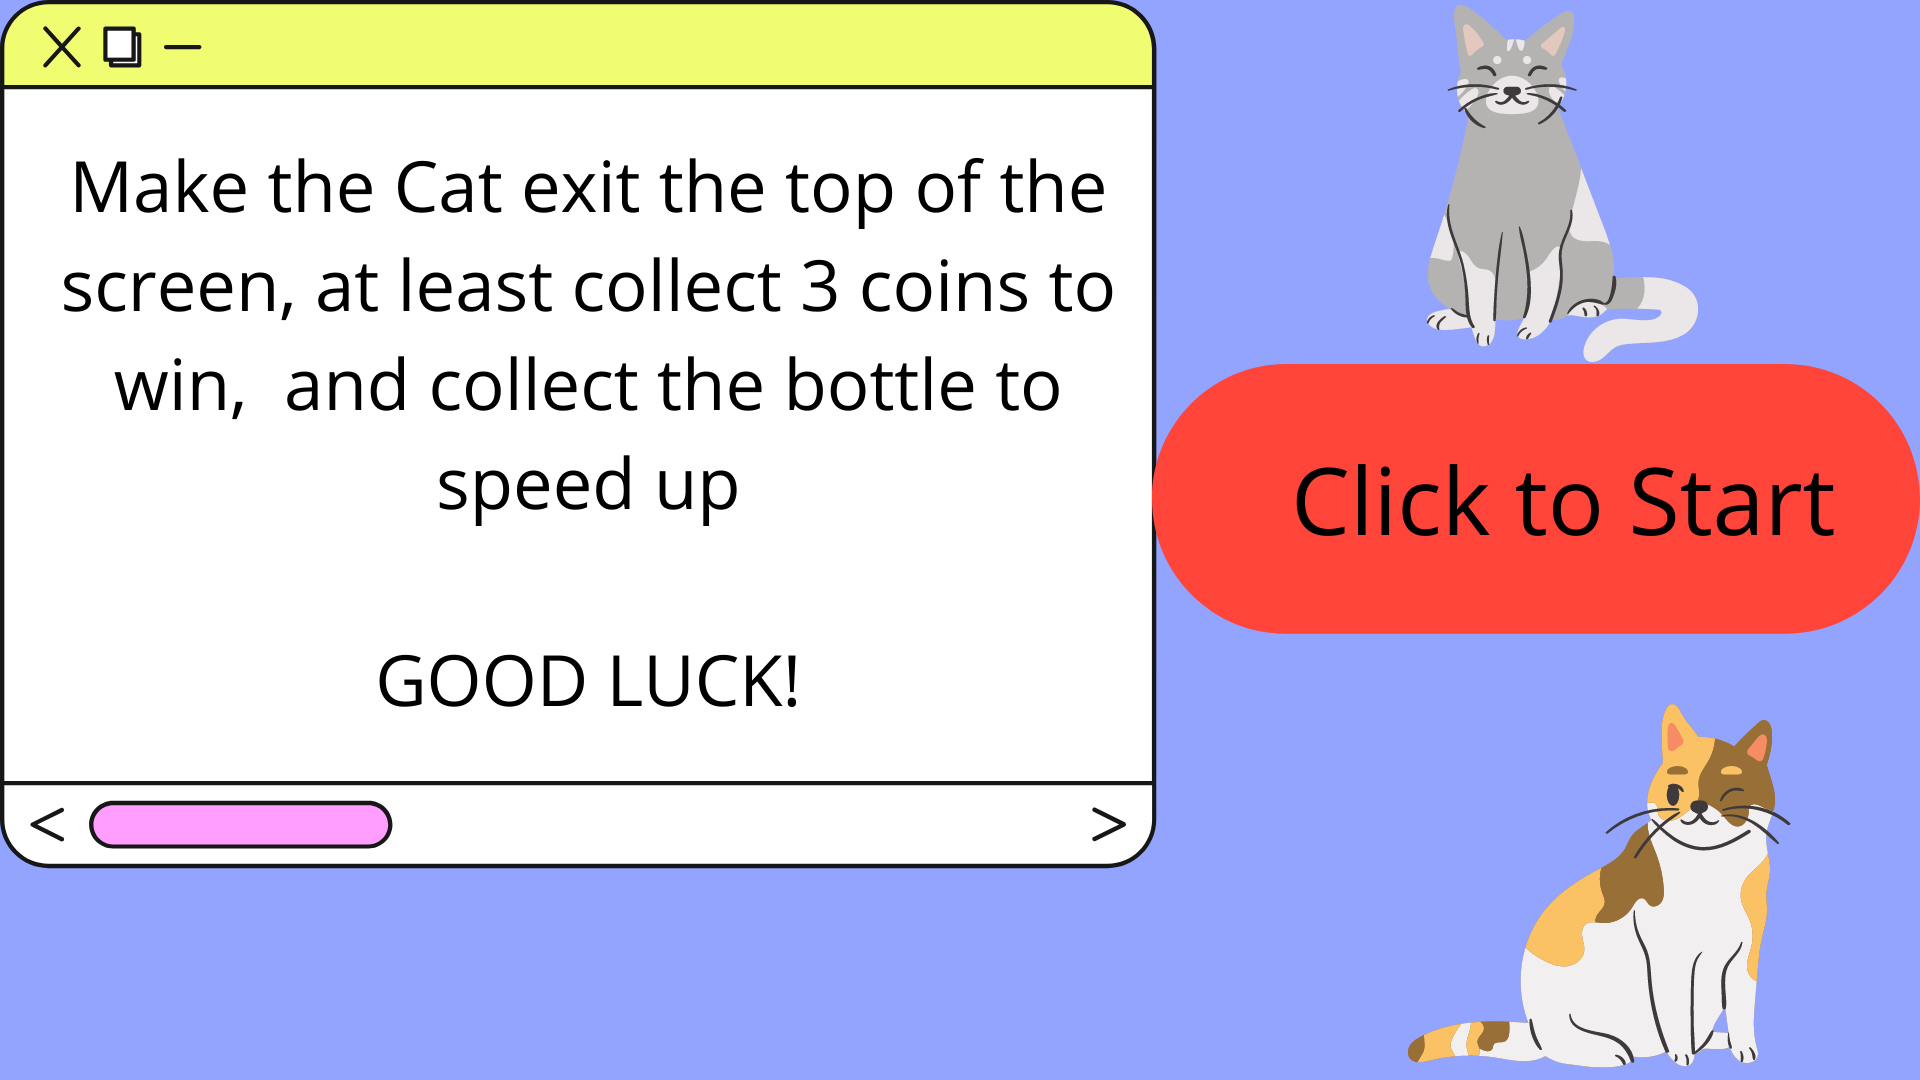 Make the Cat exit the top of the
screen, at least collect 3 coins to
win,  and collect the bottle to
speed up
GOOD LUCK!
Click to Start